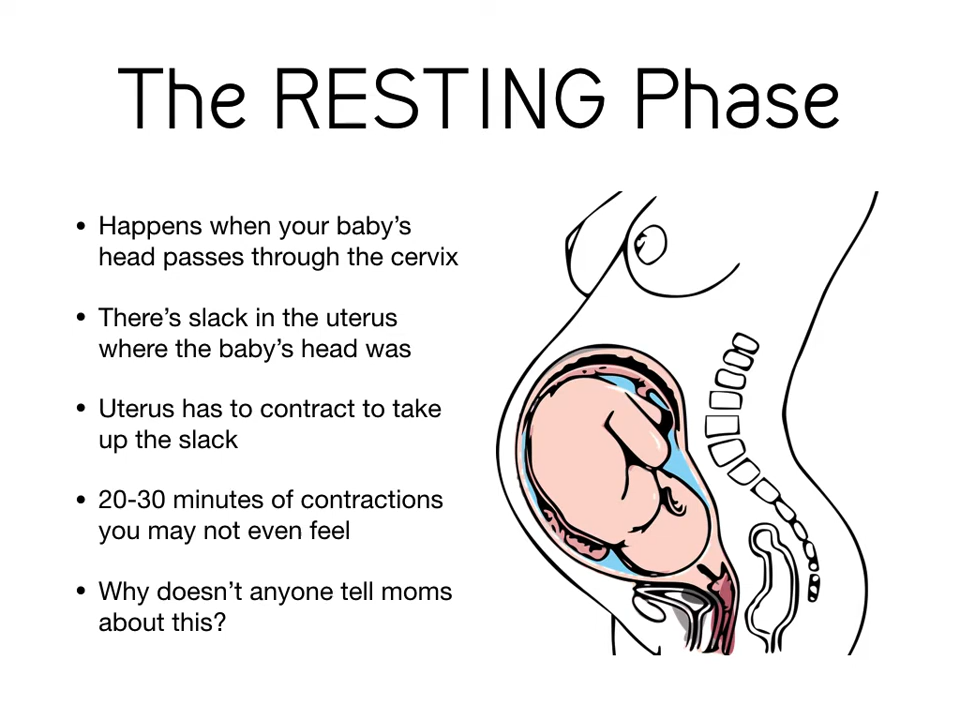 The RESTING Phase
• Happens when your baby’s
head passes through the cervix
• There’s slack in the uterus
where the baby’s head was
• Uterus has to contract to take
up the slack
• 20-30 minutes of contractions
you may not even feel
• Why doesn’t anyone tell moms
about this?